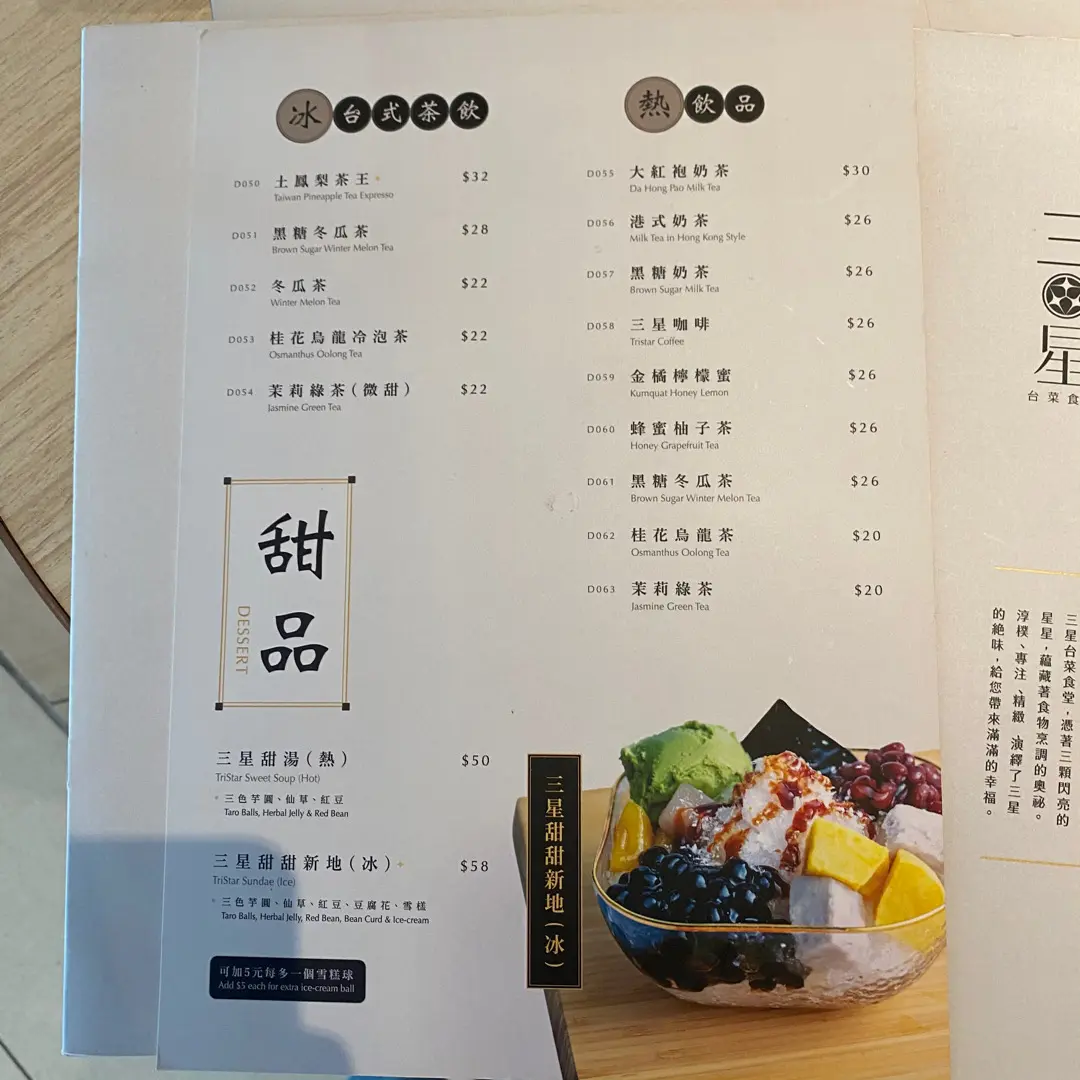 冰台式茶飲
D050 土鳳梨茶王 $32
Taiwan Pineapple Tea Expresso
D051 黑糖冬瓜茶 $28
Brown Sugar Winter Melon Tea
D052 冬瓜茶 $22
Winter Melon Tea
D053 桂花烏龍冷泡茶 $22
Osmanthus Oolong Tea
D054 茉莉綠茶(微甜) $22
Jasmine Green Tea
熱飲品
D055 大紅袍奶茶 $30
Da Hong Pao Milk Tea
D056 港式奶茶 $26
Milk Tea in Hong Kong Style
D057 黑糖奶茶 $26
Brown Sugar Milk Tea
D058 三星咖啡 $26
Tristar Coffee
D059 金橘檸檬蜜 $26
Kumquat Honey Lemon
D060 蜂蜜柚子茶 $26
Honey Grapefruit Tea
D061 黑糖冬瓜茶 $26
Brown Sugar Winter Melon Tea
D062 桂花烏龍茶 $20
Osmanthus Oolong Tea
D063 茉莉綠茶 $20
Jasmine Green Tea
甜品
DESSERT
三星甜湯(熱) $50
TriStar Sweet Soup (Hot)
三色芋圓、仙草、紅豆
Taro Balls, Herbal Jelly & Red Bean
三星甜甜新地(冰) $58
TriStar Sundae (Ice)
三色芋圓、仙草、紅豆、豆腐花、雪糕
Taro Balls, Herbal Jelly, Red Bean, Bean Curd & Ice-cream
可加5元每多一個雪糕球
Add $5 each for extra ice-cream ball
三星甜甜新地(冰)
三星
台菜食
三星台菜食堂，憑著三顆閃亮的
星星，蘊藏著食物烹調的奧祕。
淳樸、專注、精緻，演繹了三星
的絕味，給您帶來滿滿的幸福。